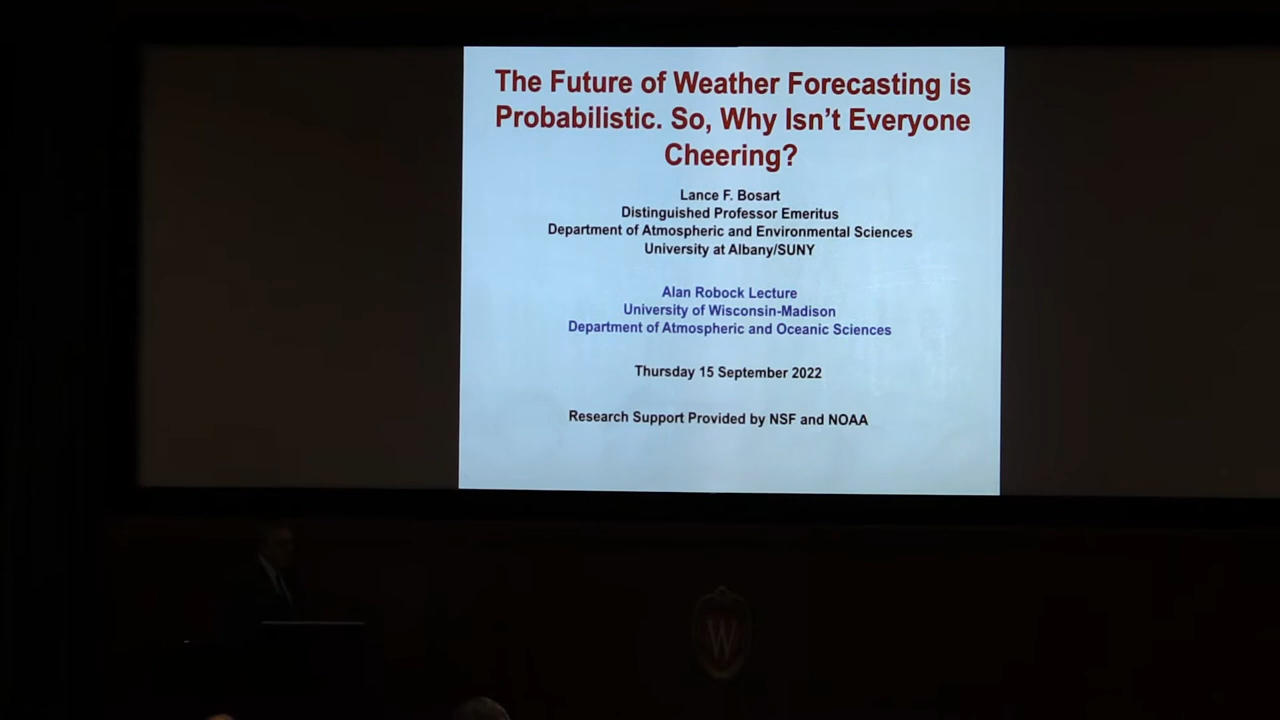 The Future of Weather Forecasting is
Probabilistic. So, Why Isn't Everyone
Cheering?
Lance F. Bosart
Distinguished Professor Emeritus
Department of Atmospheric and Environmental Sciences
University at Albany/SUNY
Alan Robock Lecture
University of Wisconsin-Madison
Department of Atmospheric and Oceanic Sciences
Thursday 15 September 2022
Research Support Provided by NSF and NOAA
W